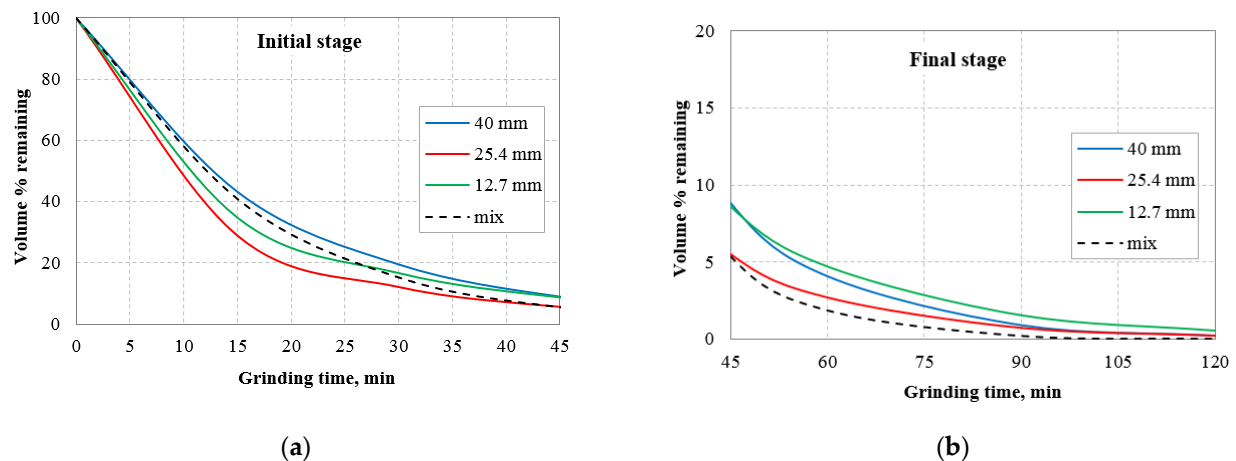 Initial stage
Volume % remaining
100
80
60
40
20
0
0 5 10 15 20 25 30 35 40 45
Grinding time, min
40 mm
25.4 mm
12.7 mm
mix
(a)
Final stage
Volume % remaining
20
15
10
5
0
45 60 75 90 105 120
Grinding time, min
40 mm
25.4 mm
12.7 mm
mix
(b)